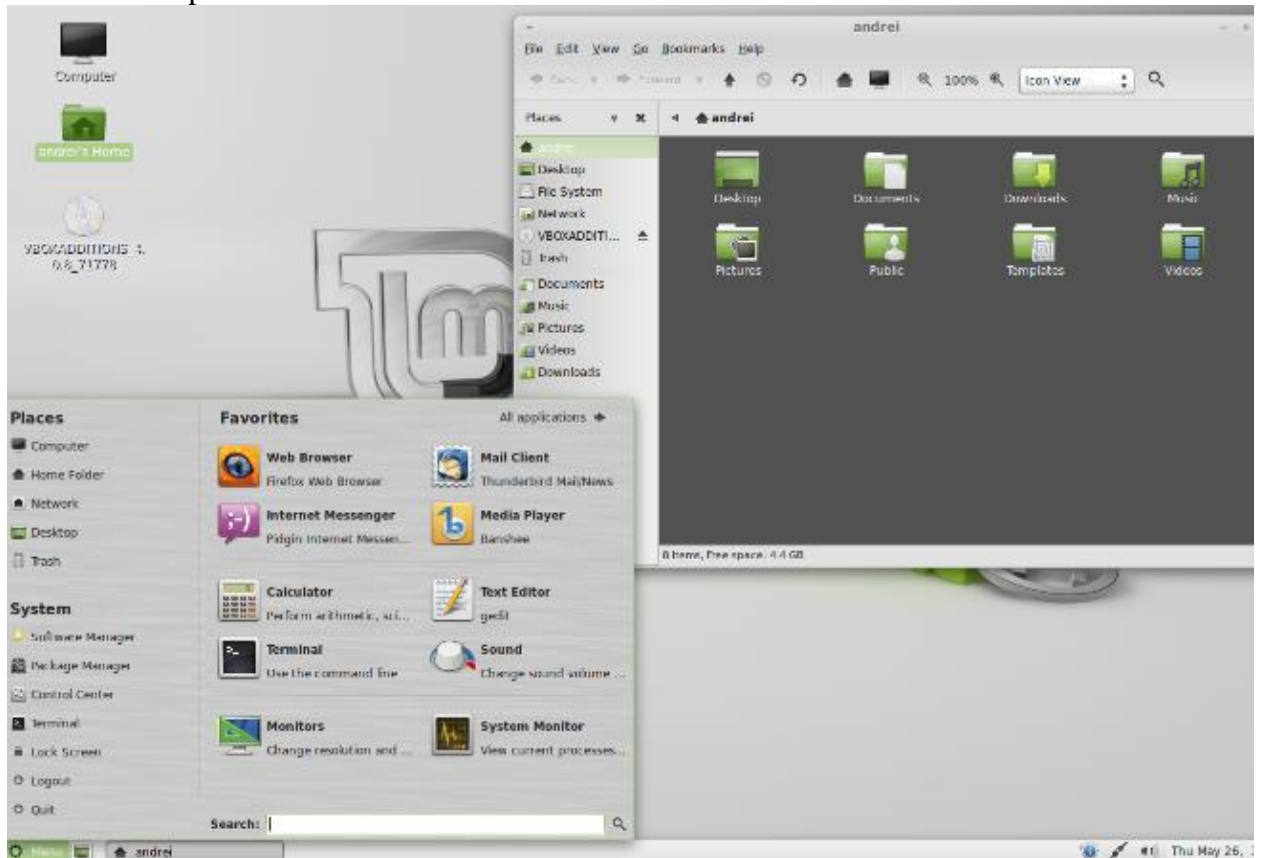 Computer
andrei's Home
VBOXADDITIONS_4.
0.8_71778
andrei
File Edit View Go Bookmarks Help
Back Forward 100% Icon View
Places andrei
andrei
Desktop
File System
Network
VBOXADDITI...
Trash
Documents
Music
Pictures
Videos
Downloads
Desktop Documents Downloads Music
Pictures Public Templates Videos
8 items, Free space: 4.4 GB
Places
Computer
Home Folder
Network
Desktop
Trash
System
Software Manager
Package Manager
Control Center
Terminal
Lock Screen
Logout
Quit
Favorites All applications
Web Browser
Firefox Web Browser
Mail Client
Thunderbird Mail/News
Internet Messenger
Pidgin Internet Messen...
Media Player
Banshee
Calculator
Perform arithmetic, sci...
Text Editor
gedit
Terminal
Use the command line
Sound
Change sound volume ...
Monitors
Change resolution and ...
System Monitor
View current processes...
Search:
Menu andrei Thu May 26,